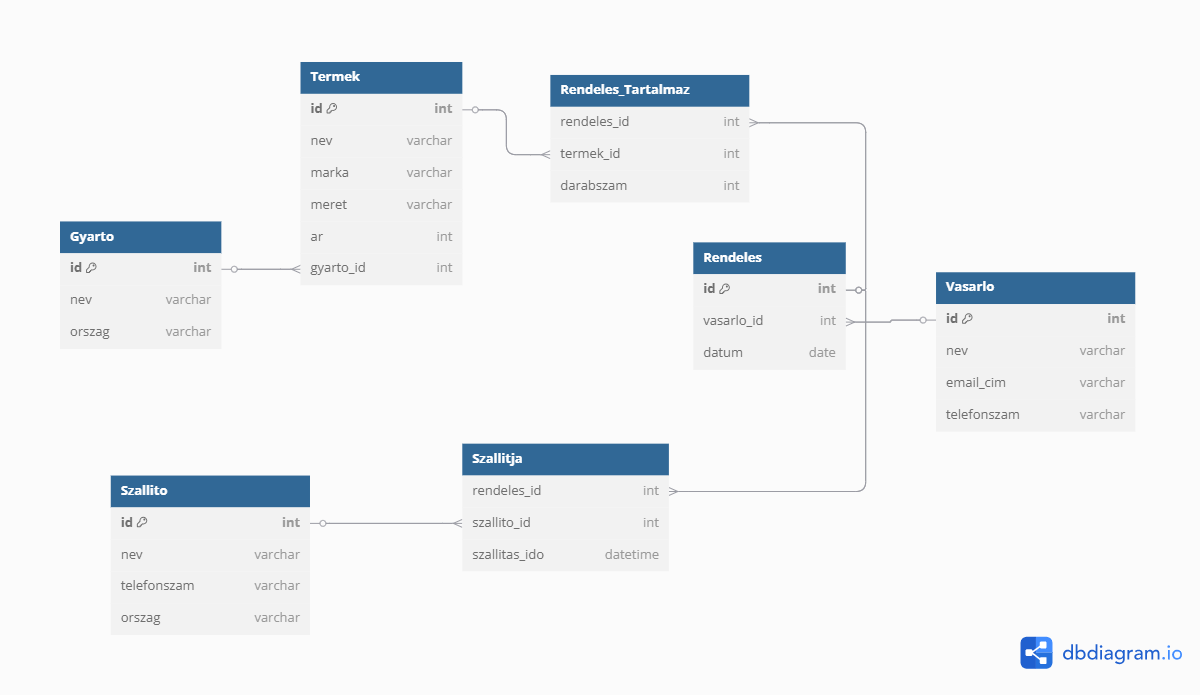 Termek
id int
nev varchar
marka varchar
meret varchar
ar int
gyarto_id int
Rendeles_Tartalmaz
rendeles_id int
termek_id int
darabszam int
Gyarto
id int
nev varchar
orszag varchar
Rendeles
id int
vasarlo_id int
datum date
Vasarlo
id int
nev varchar
email_cim varchar
telefonszam varchar
Szallitja
rendeles_id int
szallito_id int
szallitas_ido datetime
Szallito
id int
nev varchar
telefonszam varchar
orszag varchar
dbdiagram.io